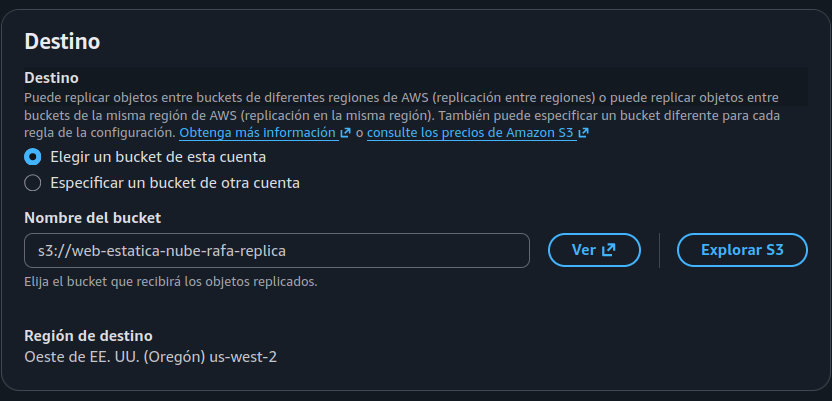 Destino
Destino
Puede replicar objetos entre buckets de diferentes regiones de AWS (replicación entre regiones) o puede replicar objetos entre
buckets de la misma región de AWS (replicación en la misma región). También puede especificar un bucket diferente para cada
regla de la configuración. Obtenga más información o consulte los precios de Amazon S3
Elegir un bucket de esta cuenta
Especificar un bucket de otra cuenta
Nombre del bucket
s3://web-estatica-nube-rafa-replica
Ver
Explorar S3
Elija el bucket que recibirá los objetos replicados.
Región de destino
Oeste de EE. UU. (Oregón) us-west-2